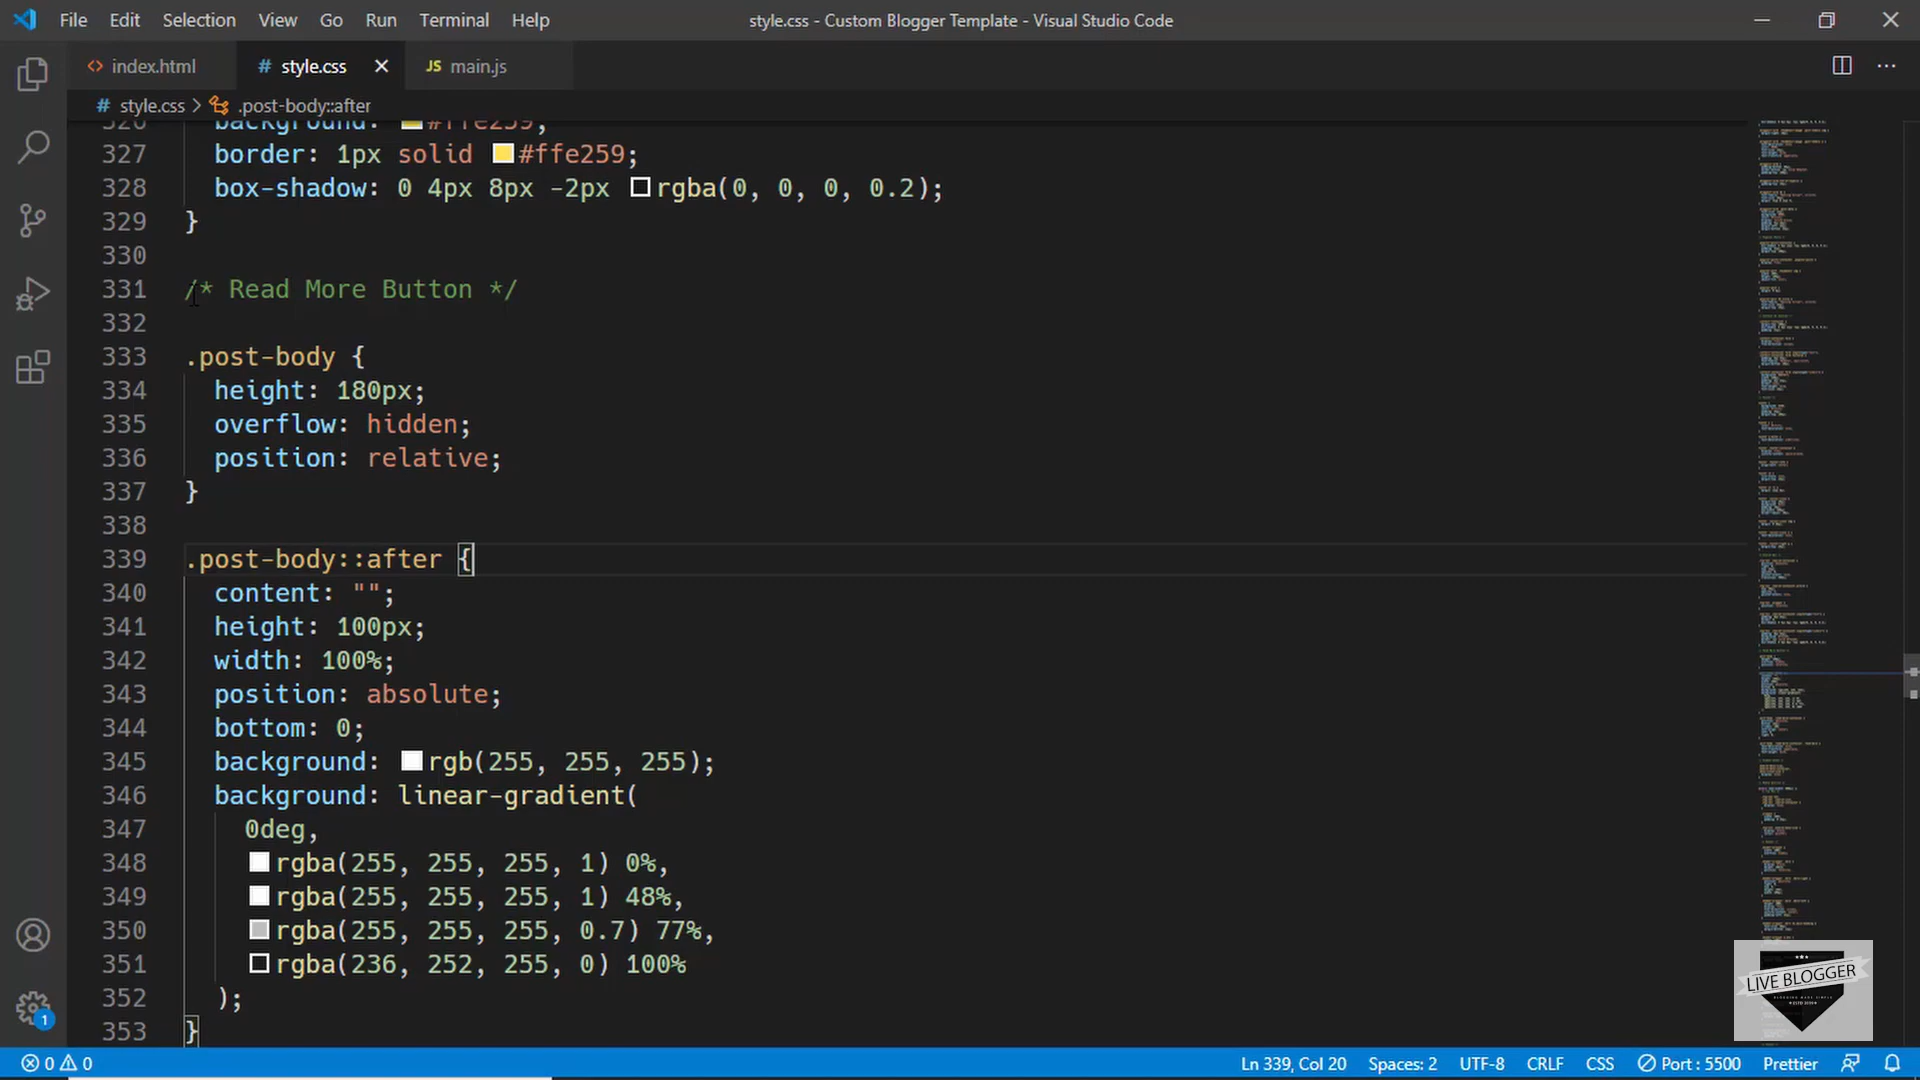 File Edit Selection View Go Run Terminal Help style.css - Custom Blogger Template - Visual Studio Code
<> index.html # style.css JS main.js
# style.css > .post-body::after
326 background: #ffe259;
327 border: 1px solid #ffe259;
328 box-shadow: 0 4px 8px -2px rgba(0, 0, 0, 0.2);
329 }
330
331 /* Read More Button */
332
333 .post-body {
334 height: 180px;
335 overflow: hidden;
336 position: relative;
337 }
338
339 .post-body::after {
340 content: "";
341 height: 100px;
342 width: 100%;
343 position: absolute;
344 bottom: 0;
345 background: rgb(255, 255, 255);
346 background: linear-gradient(
347 0deg,
348 rgba(255, 255, 255, 1) 0%,
349 rgba(255, 255, 255, 1) 48%,
350 rgba(255, 255, 255, 0.7) 77%,
351 rgba(236, 252, 255, 0) 100%
352 );
353 }
LIVE BLOGGER
1
0 0 Ln 339, Col 20 Spaces: 2 UTF-8 CRLF CSS Port : 5500 Prettier